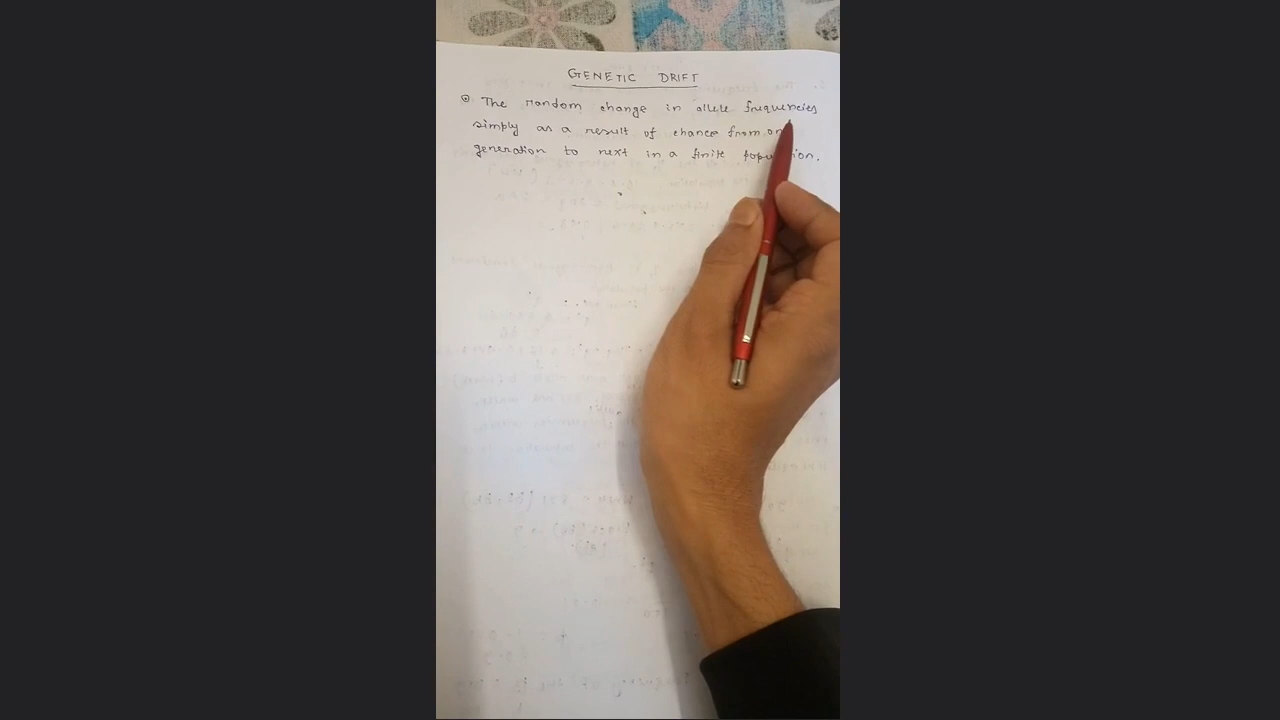 GENETIC DRIFT
The random change in allele frequencies
simply as a result of chance from
generation to next in a finite